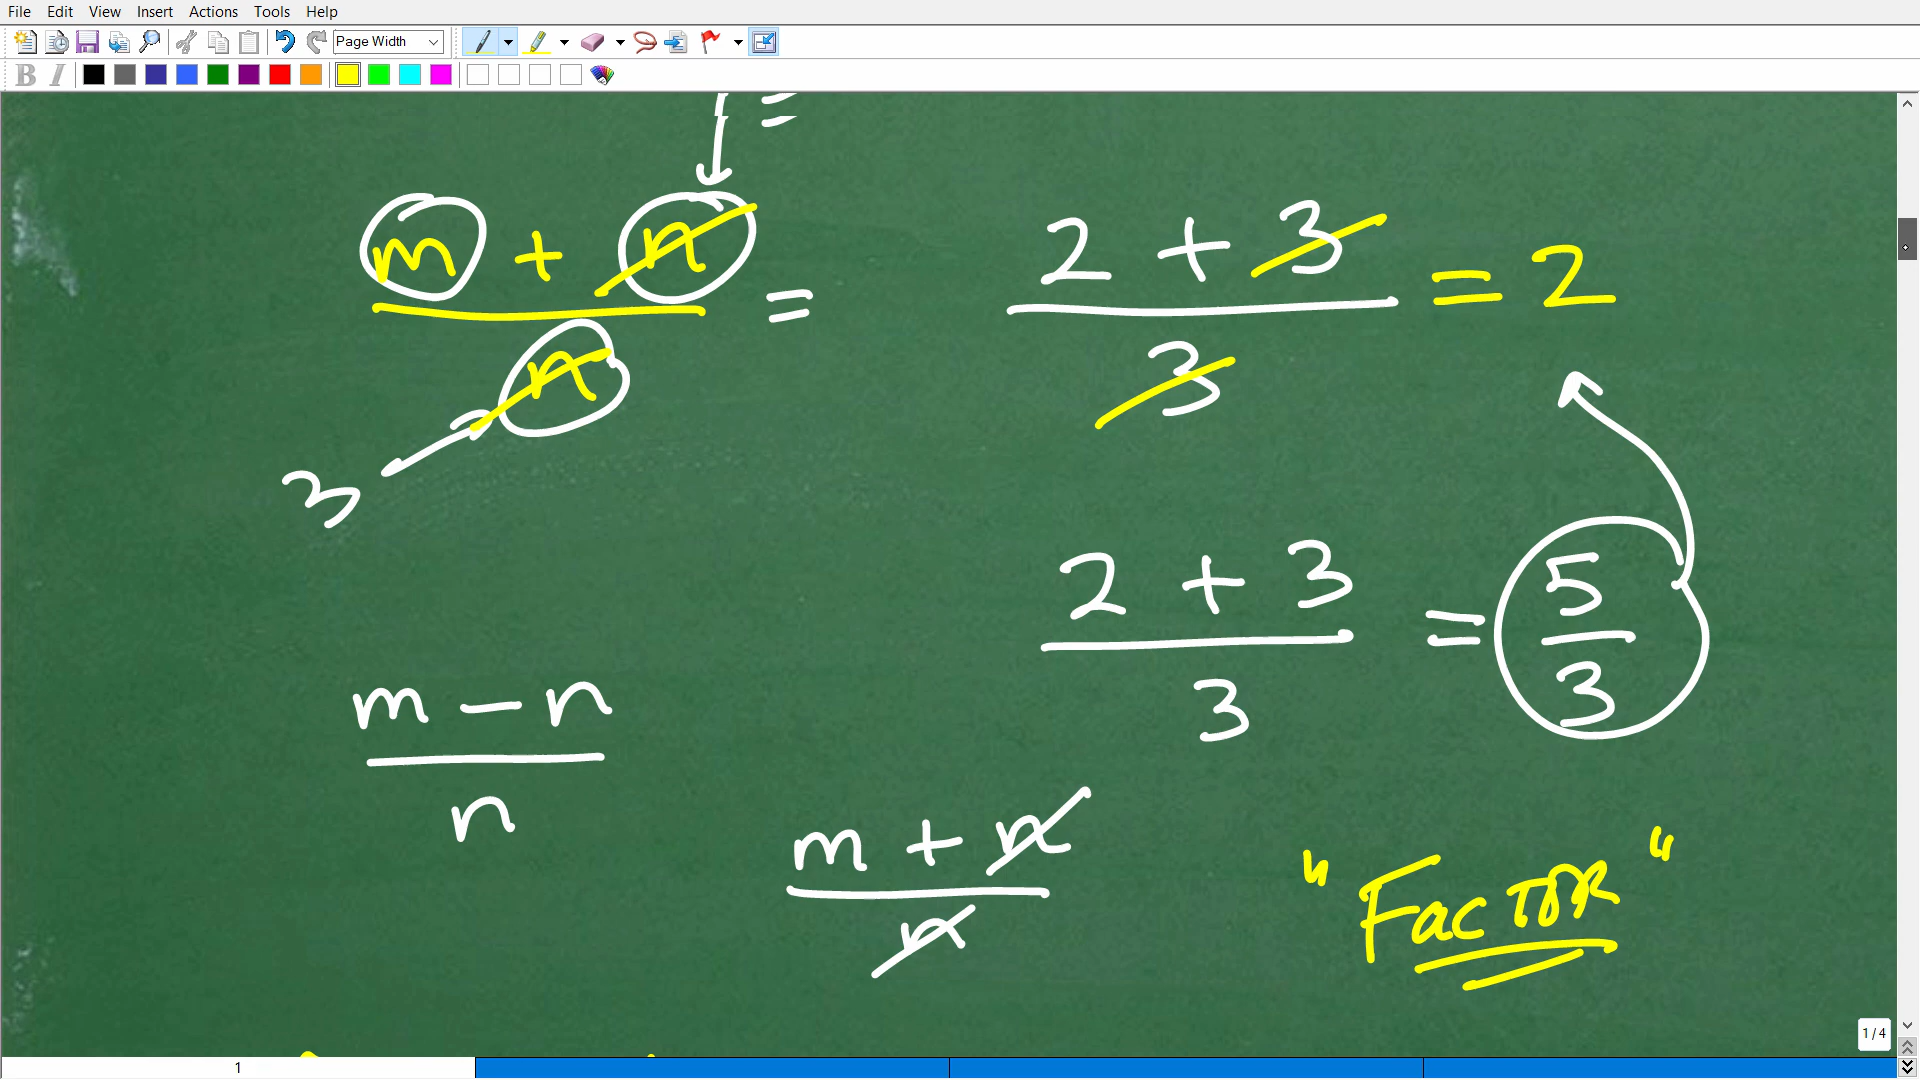 File Edit View Insert Actions Tools Help
Page Width
B I
=
m + n
n
=
3
2 + 3
3
= 2
2 + 3
3
= 5
3
m - n
n
m + n
n
"FACTOR"
1 / 4
1